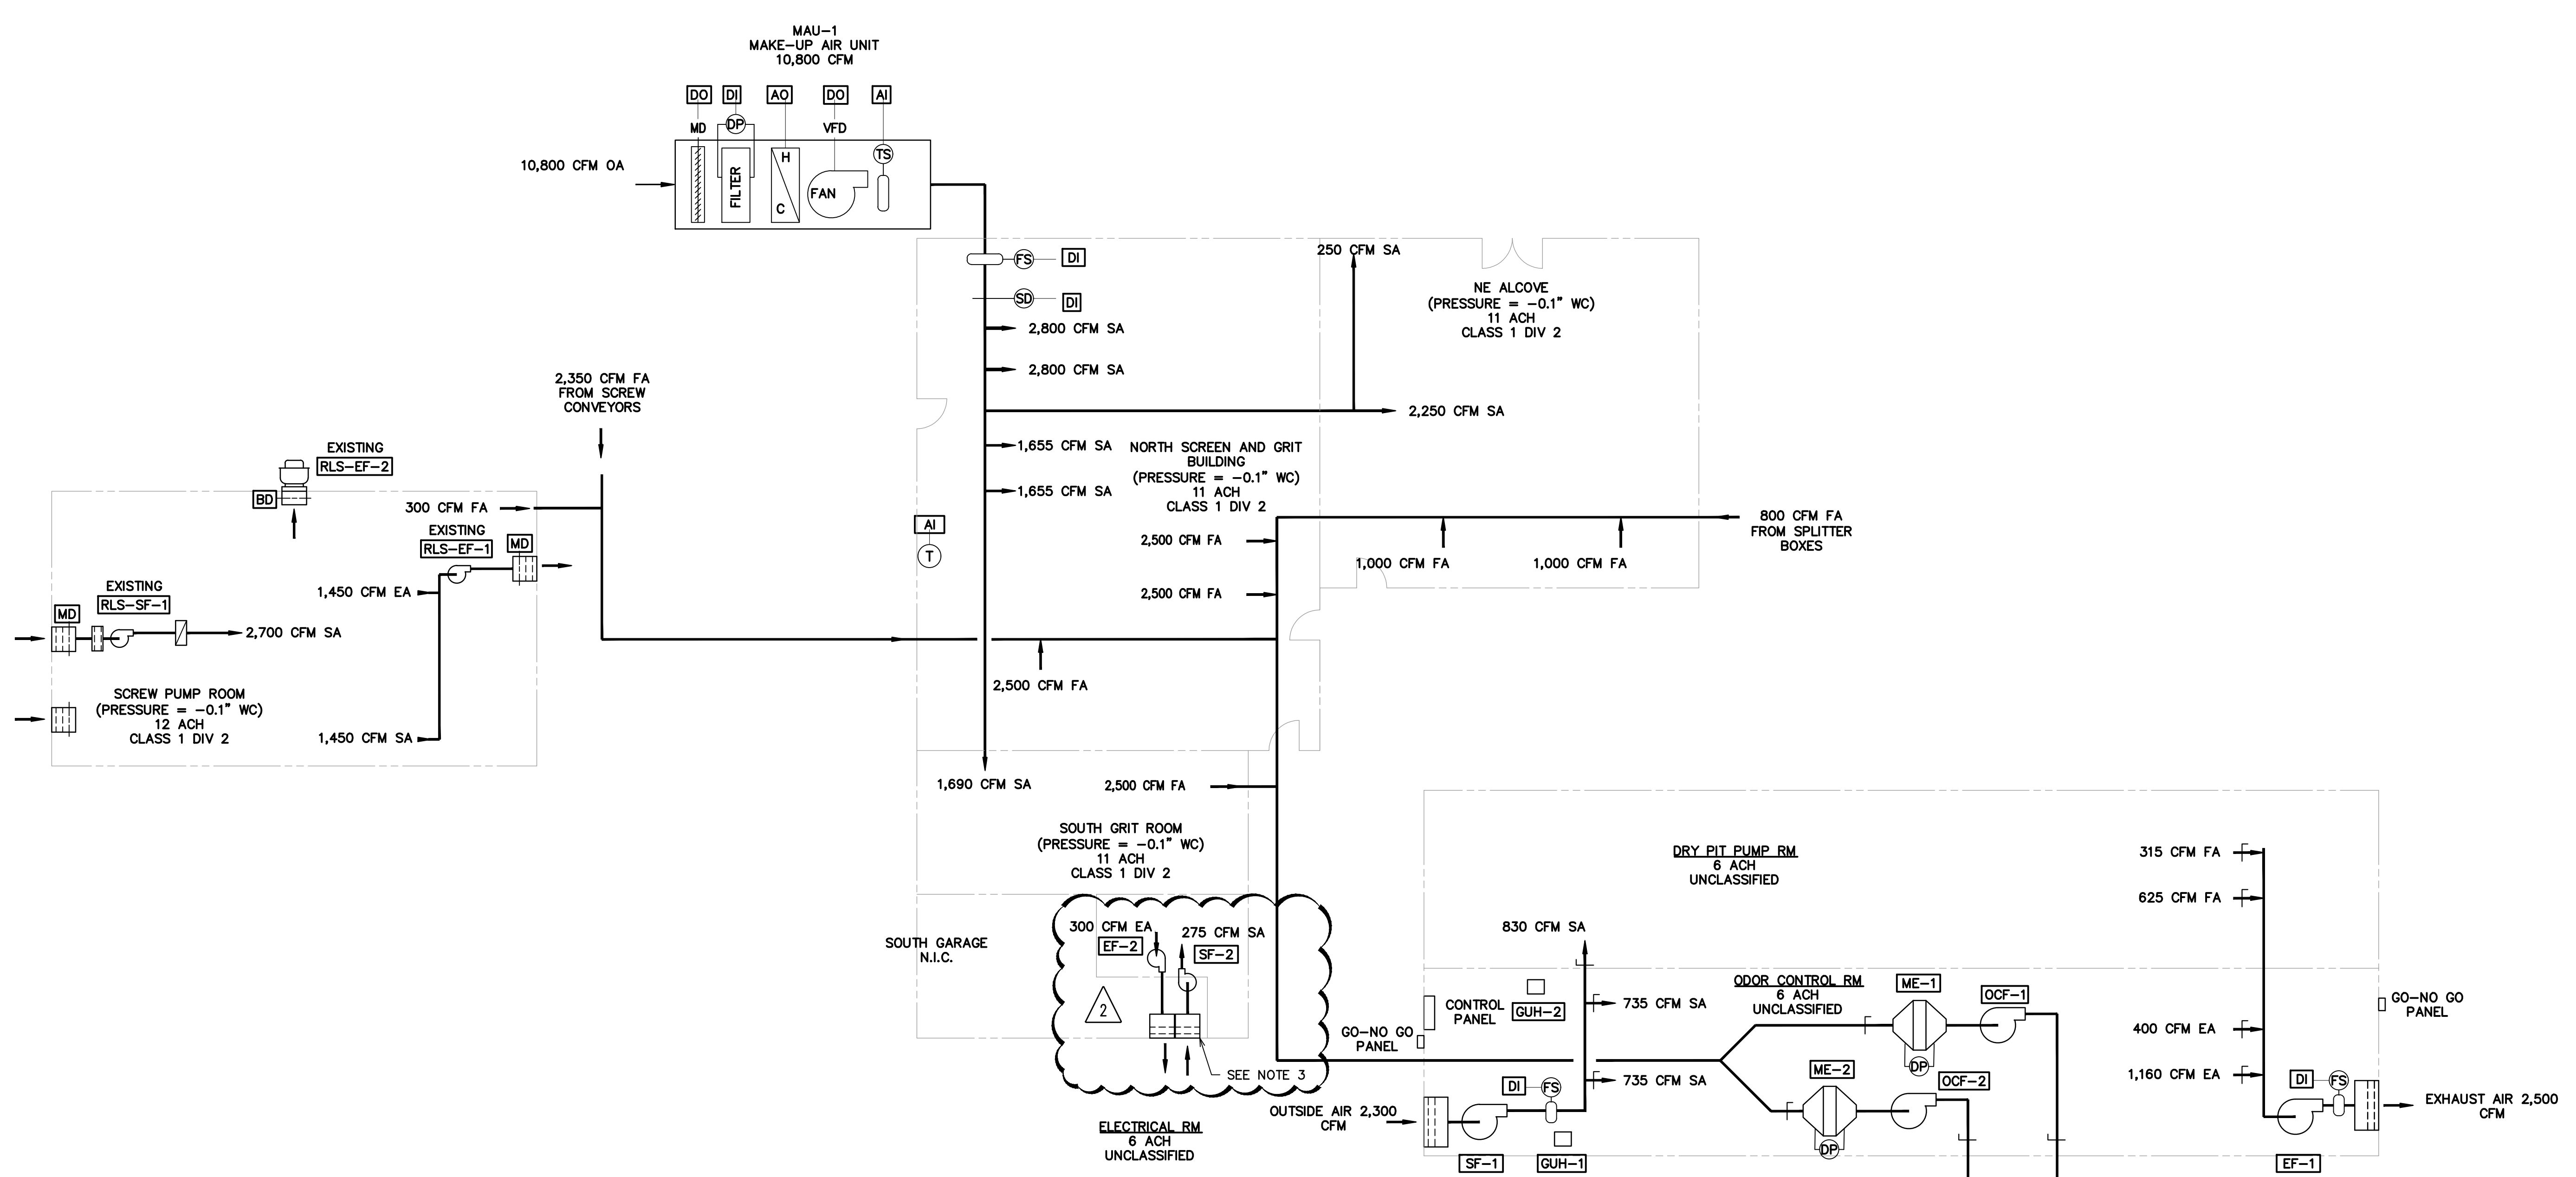 MAU-1
MAKE-UP AIR UNIT
10,800 CFM
DO
DI
AO
DO
AI
MD
DP
VFD
TS
10,800 CFM OA
FILTER
H
C
FAN
FS
DI
SD
DI
2,800 CFM SA
2,800 CFM SA
250 CFM SA
NE ALCOVE
(PRESSURE = -0.1" WC)
11 ACH
CLASS 1 DIV 2
2,250 CFM SA
1,655 CFM SA
1,655 CFM SA
NORTH SCREEN AND GRIT
BUILDING
(PRESSURE = -0.1" WC)
11 ACH
CLASS 1 DIV 2
2,350 CFM FA
FROM SCREW
CONVEYORS
EXISTING
RLS-EF-2
BD
300 CFM FA
EXISTING
RLS-EF-1
MD
1,450 CFM EA
EXISTING
RLS-SF-1
MD
2,700 CFM SA
SCREW PUMP ROOM
(PRESSURE = -0.1" WC)
12 ACH
CLASS 1 DIV 2
1,450 CFM SA
AI
T
2,500 CFM FA
2,500 CFM FA
1,000 CFM FA
1,000 CFM FA
800 CFM FA
FROM SPLITTER
BOXES
2,500 CFM FA
1,690 CFM SA
2,500 CFM FA
SOUTH GRIT ROOM
(PRESSURE = -0.1" WC)
11 ACH
CLASS 1 DIV 2
SOUTH GARAGE
N.I.C.
300 CFM EA
EF-2
275 CFM SA
SF-2
2
SEE NOTE 3
ELECTRICAL RM
6 ACH
UNCLASSIFIED
DRY PIT PUMP RM
6 ACH
UNCLASSIFIED
315 CFM FA
625 CFM FA
830 CFM SA
ODOR CONTROL RM
6 ACH
UNCLASSIFIED
ME-1
OCF-1
CONTROL
PANEL
GUH-2
735 CFM SA
GO-NO GO
PANEL
GO-NO GO
PANEL
400 CFM EA
1,160 CFM EA
DP
ME-2
OCF-2
DI
FS
735 CFM SA
OUTSIDE AIR 2,300
CFM
DP
DI
FS
EXHAUST AIR 2,500
CFM
SF-1
GUH-1
EF-1